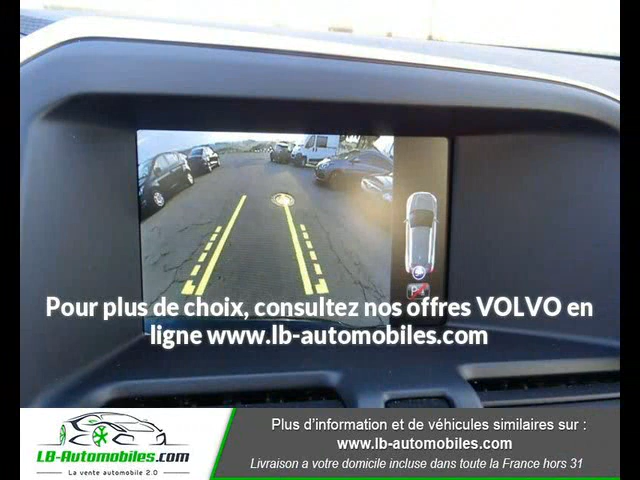 Pour plus de choix, consultez nos offres VOLVO en
ligne www.lb-automobiles.com
Plus d'information et de véhicules similaires sur :
www.lb-automobiles.com
LB-Automobiles.com
La vente automobile 2.0
Livraison a votre domicile incluse dans toute la France hors 31